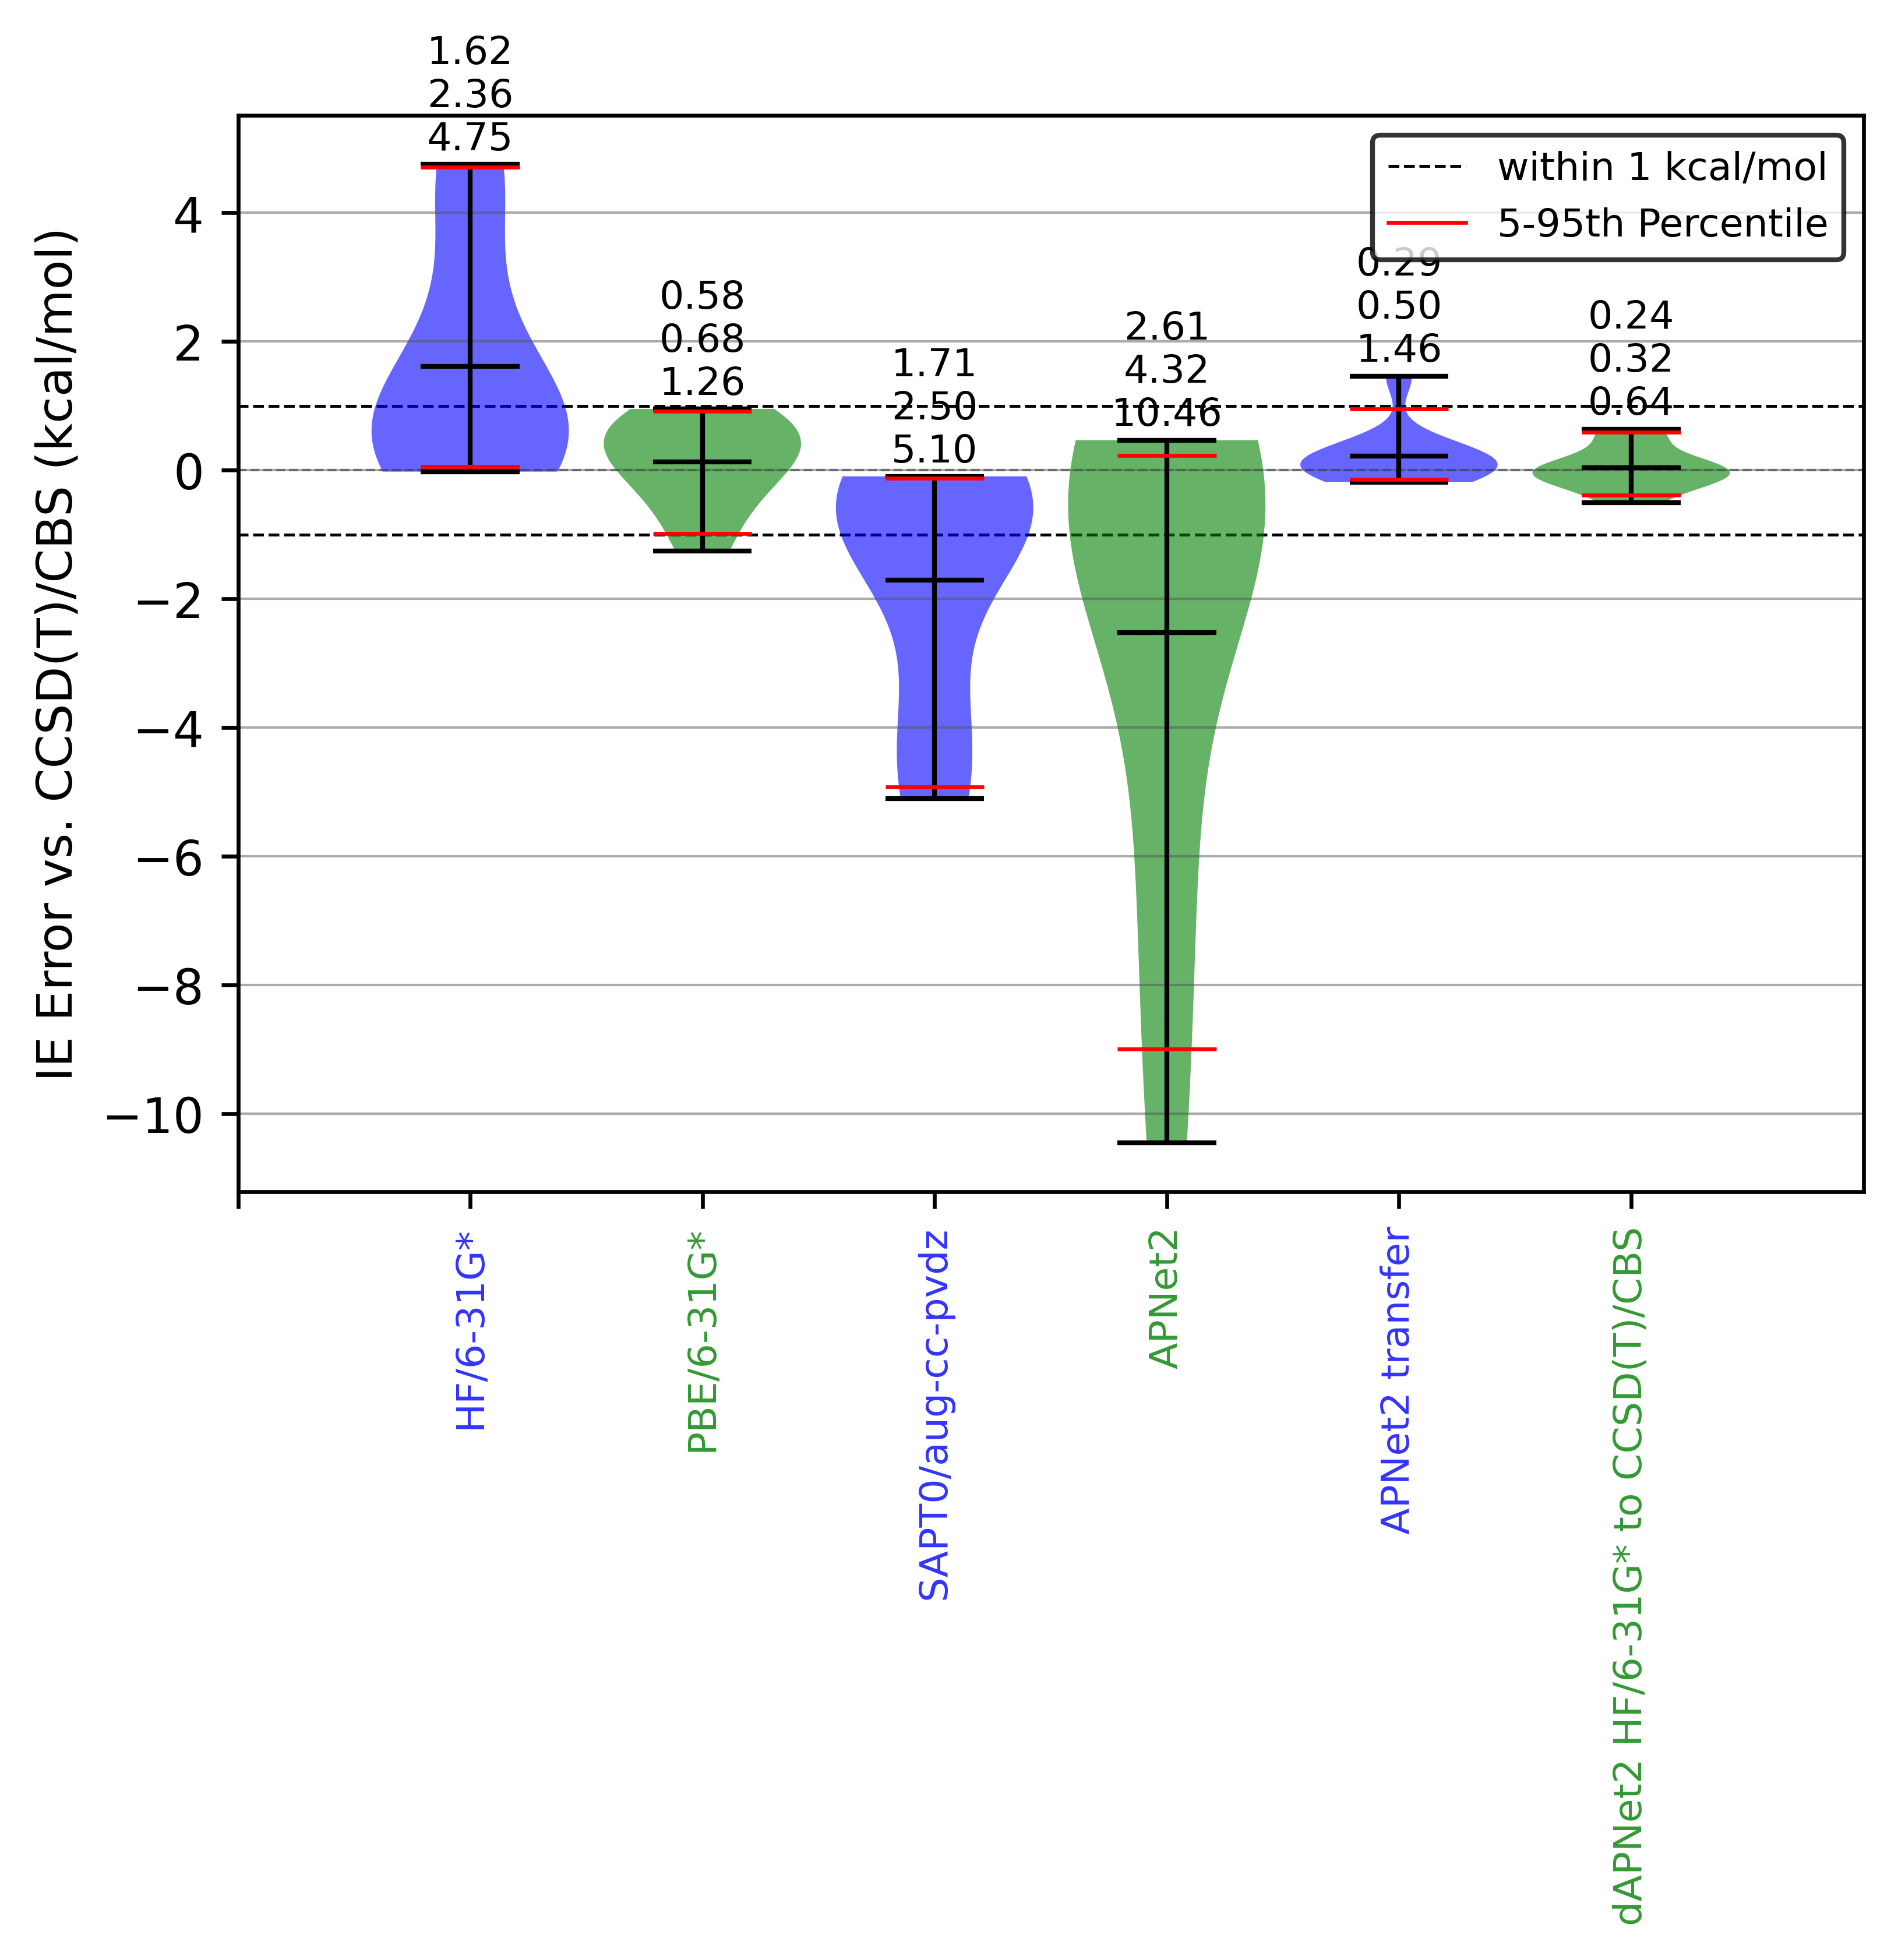 1.62
2.36
4.75
within 1 kcal/mol
5-95th Percentile
0.58
0.68
1.26
1.71
2.50
5.10
2.61
4.32
10.46
0.29
0.50
1.46
0.24
0.32
0.64
IE Error vs. CCSD(T)/CBS (kcal/mol)
4
2
0
−2
−4
−6
−8
−10
HF/6-31G*
PBE/6-31G*
SAPT0/aug-cc-pvdz
APNet2
APNet2 transfer
dAPNet2 HF/6-31G* to CCSD(T)/CBS